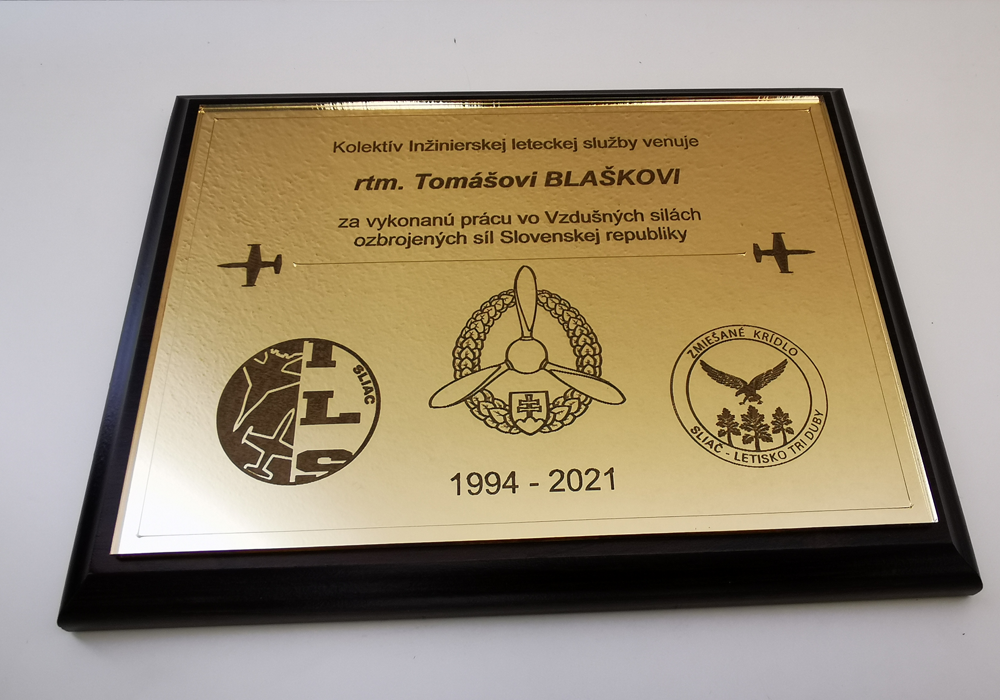 Kolektív Inžinierskej leteckej služby venuje
rtm. Tomášovi BLAŠKOVI
za vykonanú prácu vo Vzdušných silách
ozbrojených síl Slovenskej republiky
ILS
SLIAČ
ZMIEŠANÉ KRÍDLO
SLIAČ - LETISKO TRI DUBY
1994 - 2021